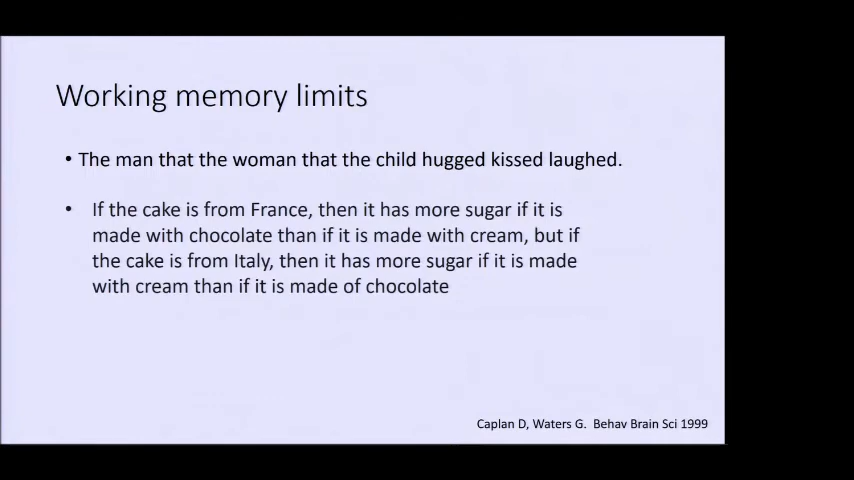 Working memory limits
• The man that the woman that the child hugged kissed laughed.
• If the cake is from France, then it has more sugar if it is
made with chocolate than if it is made with cream, but if
the cake is from Italy, then it has more sugar if it is made
with cream than if it is made of chocolate
Caplan D, Waters G. Behav Brain Sci 1999